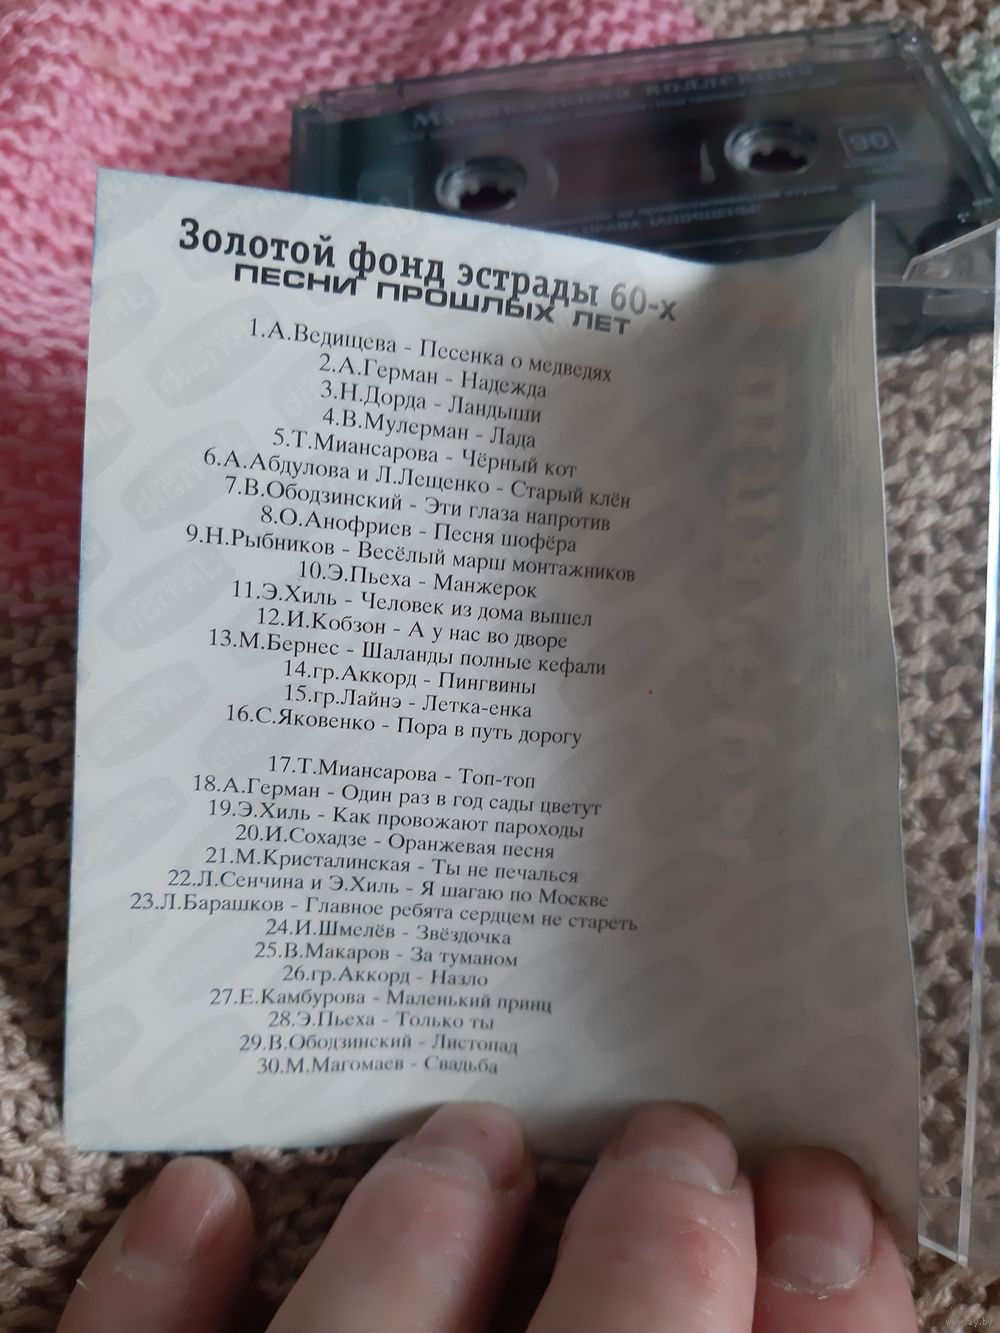 Золотой фонд эстрады 60-х
ПЕСНИ ПРОШЛЫХ ЛЕТ
1.А.Ведищева - Песенка о медведях
2.А.Герман - Надежда
3.Н.Дорда - Ландыши
4.В.Мулерман - Лада
5.Т.Миансарова - Чёрный кот
6.А.Абдулова и Л.Лещенко - Старый клён
7.В.Ободзинский - Эти глаза напротив
8.О.Анофриев - Песня шофёра
9.Н.Рыбников - Весёлый марш монтажников
10.Э.Пьеха - Манжерок
11.Э.Хиль - Человек из дома вышел
12.И.Кобзон - А у нас во дворе
13.М.Бернес - Шаланды полные кефали
14.гр.Аккорд - Пингвины
15.гр.Лайнэ - Летка-енка
16.С.Яковенко - Пора в путь дорогу
17.Т.Миансарова - Топ-топ
18.А.Герман - Один раз в год сады цветут
19.Э.Хиль - Как провожают пароходы
20.И.Сохадзе - Оранжевая песня
21.М.Кристалинская - Ты не печалься
22.Л.Сенчина и Э.Хиль - Я шагаю по Москве
23.Л.Барашков - Главное ребята сердцем не стареть
24.И.Шмелёв - Звёздочка
25.В.Макаров - За туманом
26.гр.Аккорд - Назло
27.Е.Камбурова - Маленький принц
28.Э.Пьеха - Только ты
29.В.Ободзинский - Листопад
30.М.Магомаев - Свадьба
90
www.ay.by